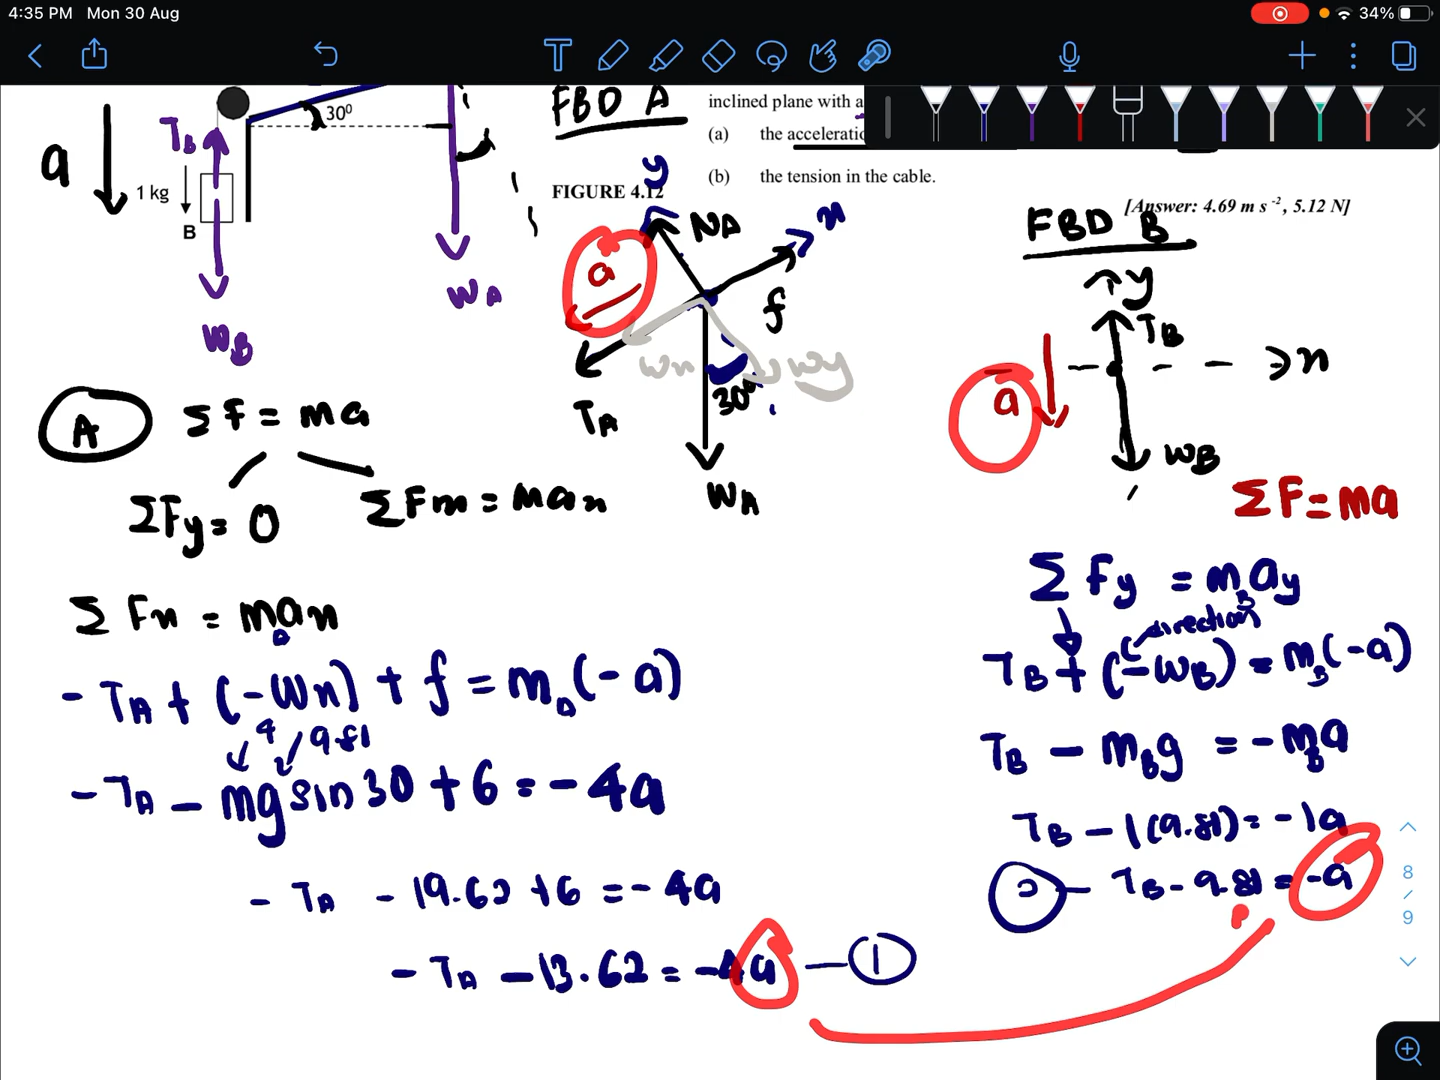 4:35 PM Mon 30 Aug
34%
FBD A
inclined plane with a
(a) the acceleratio
(b) the tension in the cable.
FIGURE 4.12
[Answer: 4.69 m s⁻², 5.12 N]
30⁰
a
TB
1 kg
B
WB
WA
y
NA
x
a
f
Wx
Wy
30°
TA
WA
FBD B
y
TB
x
a
WB
ΣF = ma
A
ΣF = ma
ΣFy = 0
ΣFx = max
ΣFx = mAax
- TA + (-Wx) + f = mA(-a)
4 9.81
- TA - mg sin 30 + 6 = - 4a
- TA - 19.62 + 6 = - 4a
- TA - 13.62 = - 4a — 1
ΣFy = mBay
direction
TB + (-WB) = mB(-a)
TB - mBg = - mBa
TB - 1(9.81) = - 1a
2 — TB - 9.81 = - a
8
/
9